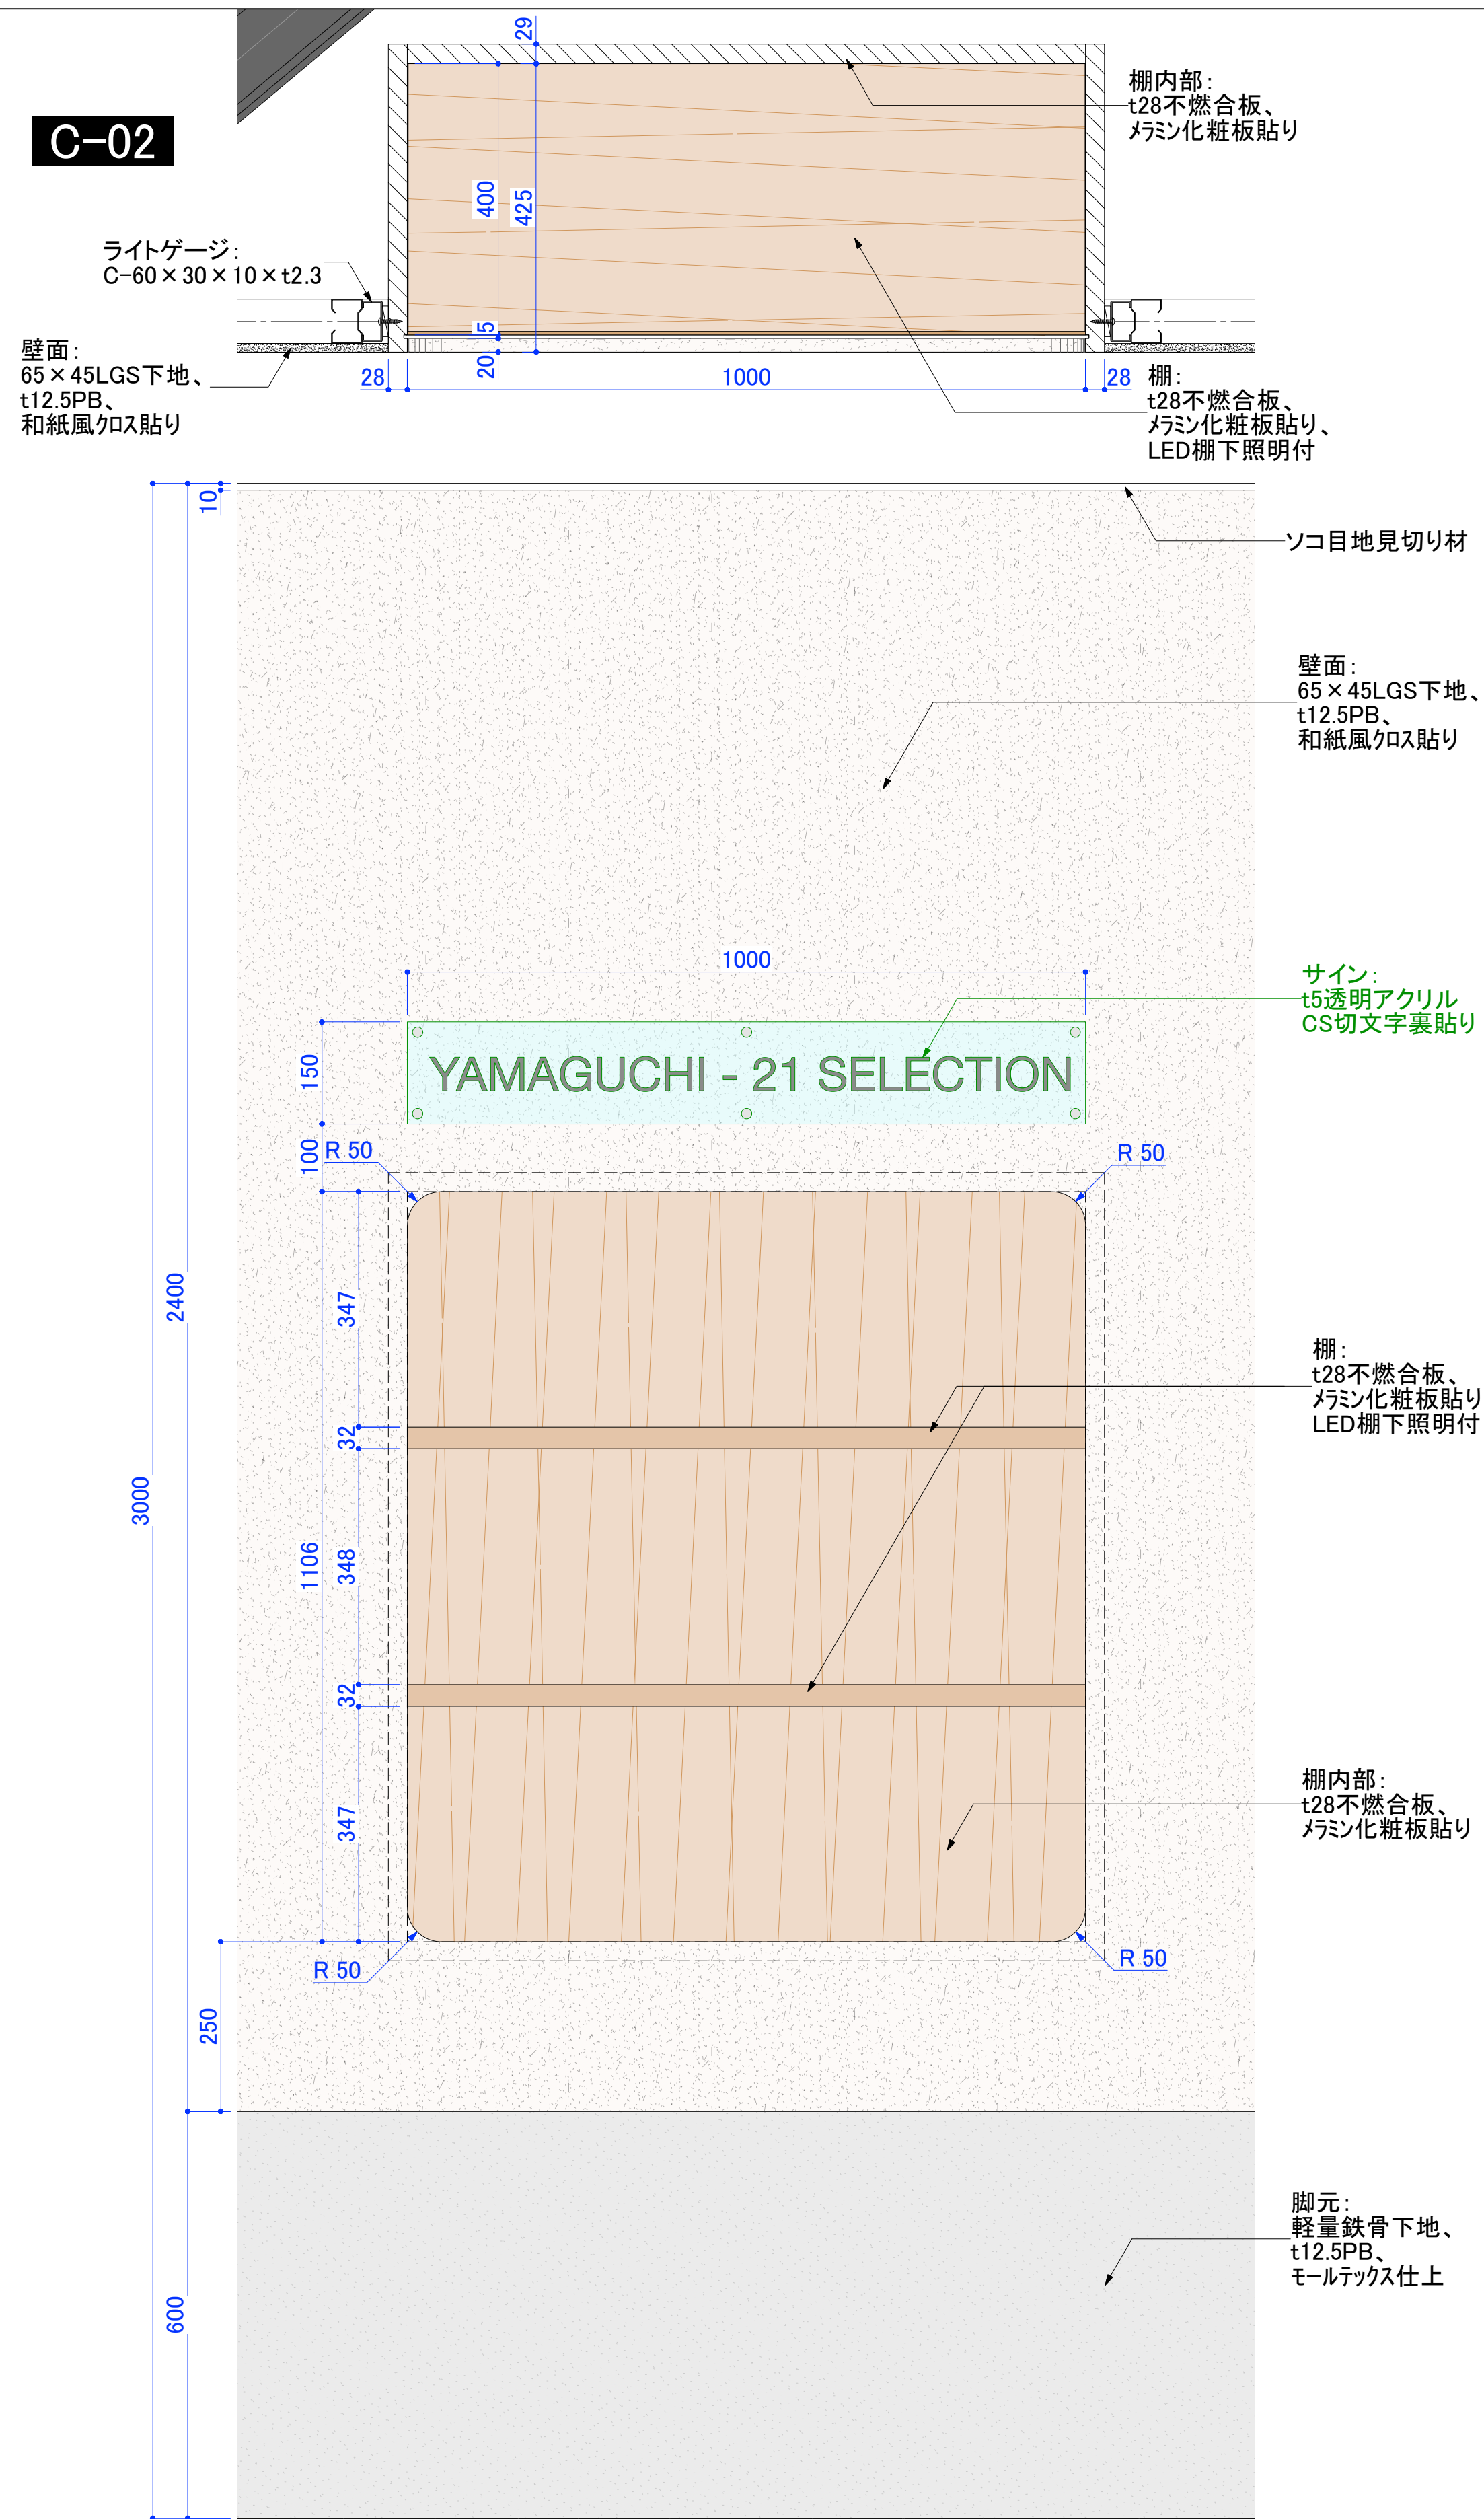 29
棚内部：
t28不燃合板、
ﾒﾗﾐﾝ化粧板貼り
C-02
400
425
ライトゲージ：
C-60×30×10×t2.3
5
20
壁面：
65×45LGS下地、
t12.5PB、
和紙風ｸﾛｽ貼り
28
1000
28
棚：
t28不燃合板、
ﾒﾗﾐﾝ化粧板貼り、
LED棚下照明付
10
ソコ目地見切り材
壁面：
65×45LGS下地、
t12.5PB、
和紙風ｸﾛｽ貼り
1000
サイン：
t5透明アクリル
CS切文字裏貼り
150
YAMAGUCHI - 21 SELECTION
100
R 50
R 50
2400
347
棚：
t28不燃合板、
ﾒﾗﾐﾝ化粧板貼り
LED棚下照明付
32
3000
1106
348
32
347
棚内部：
t28不燃合板、
ﾒﾗﾐﾝ化粧板貼り
R 50
R 50
250
脚元：
軽量鉄骨下地、
t12.5PB、
ﾓｰﾙﾃｯｸｽ仕上
600